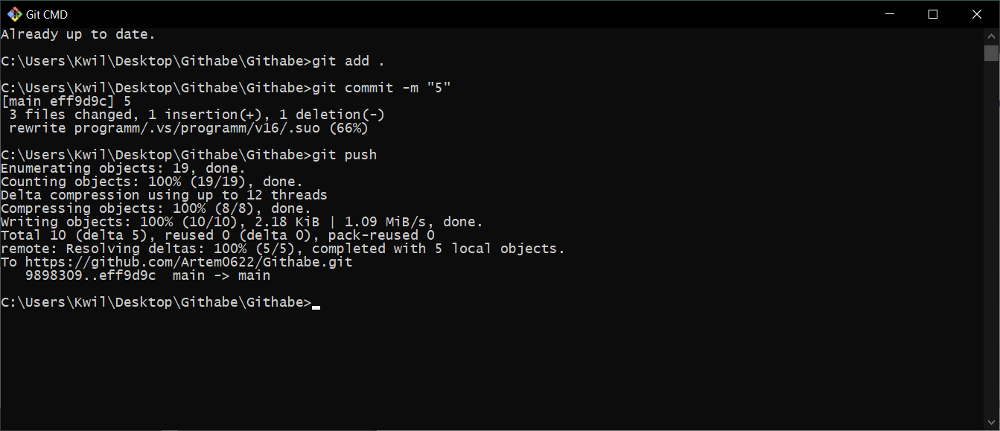 Git CMD
Already up to date.
C:\Users\Kwil\Desktop\Githabe\Githabe>git add .
C:\Users\Kwil\Desktop\Githabe\Githabe>git commit -m "5"
[main eff9d9c] 5
 3 files changed, 1 insertion(+), 1 deletion(-)
 rewrite programm/.vs/programm/v16/.suo (66%)
C:\Users\Kwil\Desktop\Githabe\Githabe>git push
Enumerating objects: 19, done.
Counting objects: 100% (19/19), done.
Delta compression using up to 12 threads
Compressing objects: 100% (8/8), done.
Writing objects: 100% (10/10), 2.18 KiB | 1.09 MiB/s, done.
Total 10 (delta 5), reused 0 (delta 0), pack-reused 0
remote: Resolving deltas: 100% (5/5), completed with 5 local objects.
To https://github.com/Artem0622/Githabe.git
   9898309..eff9d9c  main -> main
C:\Users\Kwil\Desktop\Githabe\Githabe>